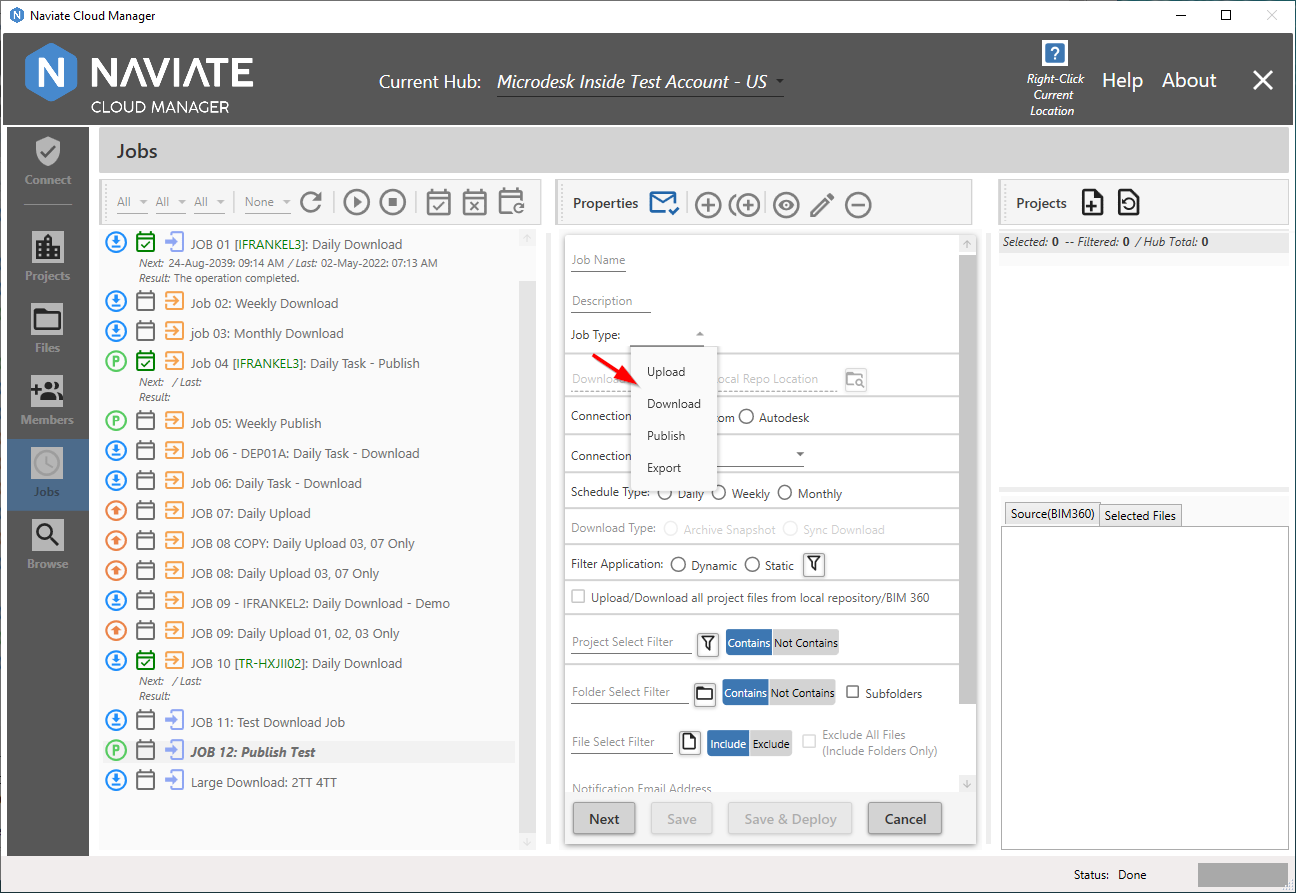 Naviate Cloud Manager
NAVIATE
CLOUD MANAGER
Current Hub: Microdesk Inside Test Account - US
Right-Click
Current
Location
Help
About
Connect
Projects
Files
Members
Jobs
Browse
Jobs
All
All
All
None
JOB 01 [IFRANKEL3]: Daily Download
Next: 24-Aug-2039: 09:14 AM / Last: 02-May-2022: 07:13 AM
Result: The operation completed.
Job 02: Weekly Download
job 03: Monthly Download
Job 04 [IFRANKEL3]: Daily Task - Publish
Next: / Last:
Result:
Job 05: Weekly Publish
Job 06 - DEP01A: Daily Task - Download
Job 06: Daily Task - Download
JOB 07: Daily Upload
JOB 08 COPY: Daily Upload 03, 07 Only
JOB 08: Daily Upload 03, 07 Only
JOB 09 - IFRANKEL2: Daily Download - Demo
JOB 09: Daily Upload 01, 02, 03 Only
JOB 10 [TR-HXJII02]: Daily Download
Next: / Last:
Result:
JOB 11: Test Download Job
JOB 12: Publish Test
Large Download: 2TT 4TT
Properties
Job Name
Description
Job Type:
Upload
Download
Publish
Export
Download
ocal Repo Location
Connection
om
Autodesk
Connection
Schedule Type: Daily Weekly Monthly
Download Type: Archive Snapshot Sync Download
Filter Application: Dynamic Static
Upload/Download all project files from local repository/BIM 360
Project Select Filter Contains Not Contains
Folder Select Filter Contains Not Contains Subfolders
File Select Filter Include Exclude Exclude All Files
(Include Folders Only)
Notification Email Address
Next Save Save & Deploy Cancel
Projects
Selected: 0 -- Filtered: 0 / Hub Total: 0
Source(BIM360) Selected Files
Status: Done